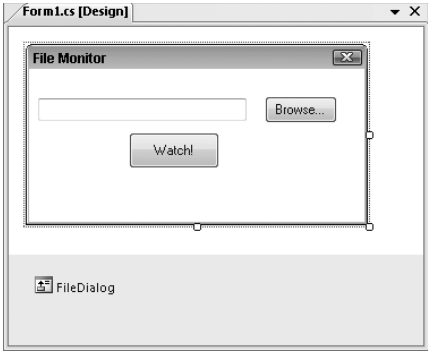 Form1.cs [Design]
File Monitor
Browse...
Watch!
FileDialog